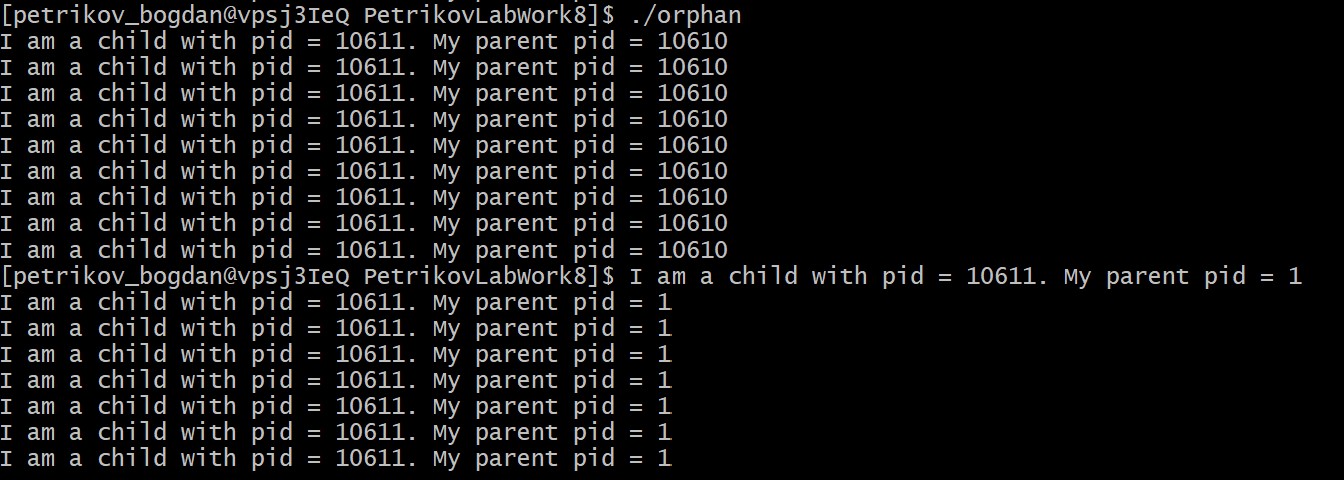 [petrikov_bogdan@vpsj3IeQ PetrikovLabWork8]$ ./orphan
I am a child with pid = 10611. My parent pid = 10610
I am a child with pid = 10611. My parent pid = 10610
I am a child with pid = 10611. My parent pid = 10610
I am a child with pid = 10611. My parent pid = 10610
I am a child with pid = 10611. My parent pid = 10610
I am a child with pid = 10611. My parent pid = 10610
I am a child with pid = 10611. My parent pid = 10610
I am a child with pid = 10611. My parent pid = 10610
I am a child with pid = 10611. My parent pid = 10610
[petrikov_bogdan@vpsj3IeQ PetrikovLabWork8]$ I am a child with pid = 10611. My parent pid = 1
I am a child with pid = 10611. My parent pid = 1
I am a child with pid = 10611. My parent pid = 1
I am a child with pid = 10611. My parent pid = 1
I am a child with pid = 10611. My parent pid = 1
I am a child with pid = 10611. My parent pid = 1
I am a child with pid = 10611. My parent pid = 1
I am a child with pid = 10611. My parent pid = 1